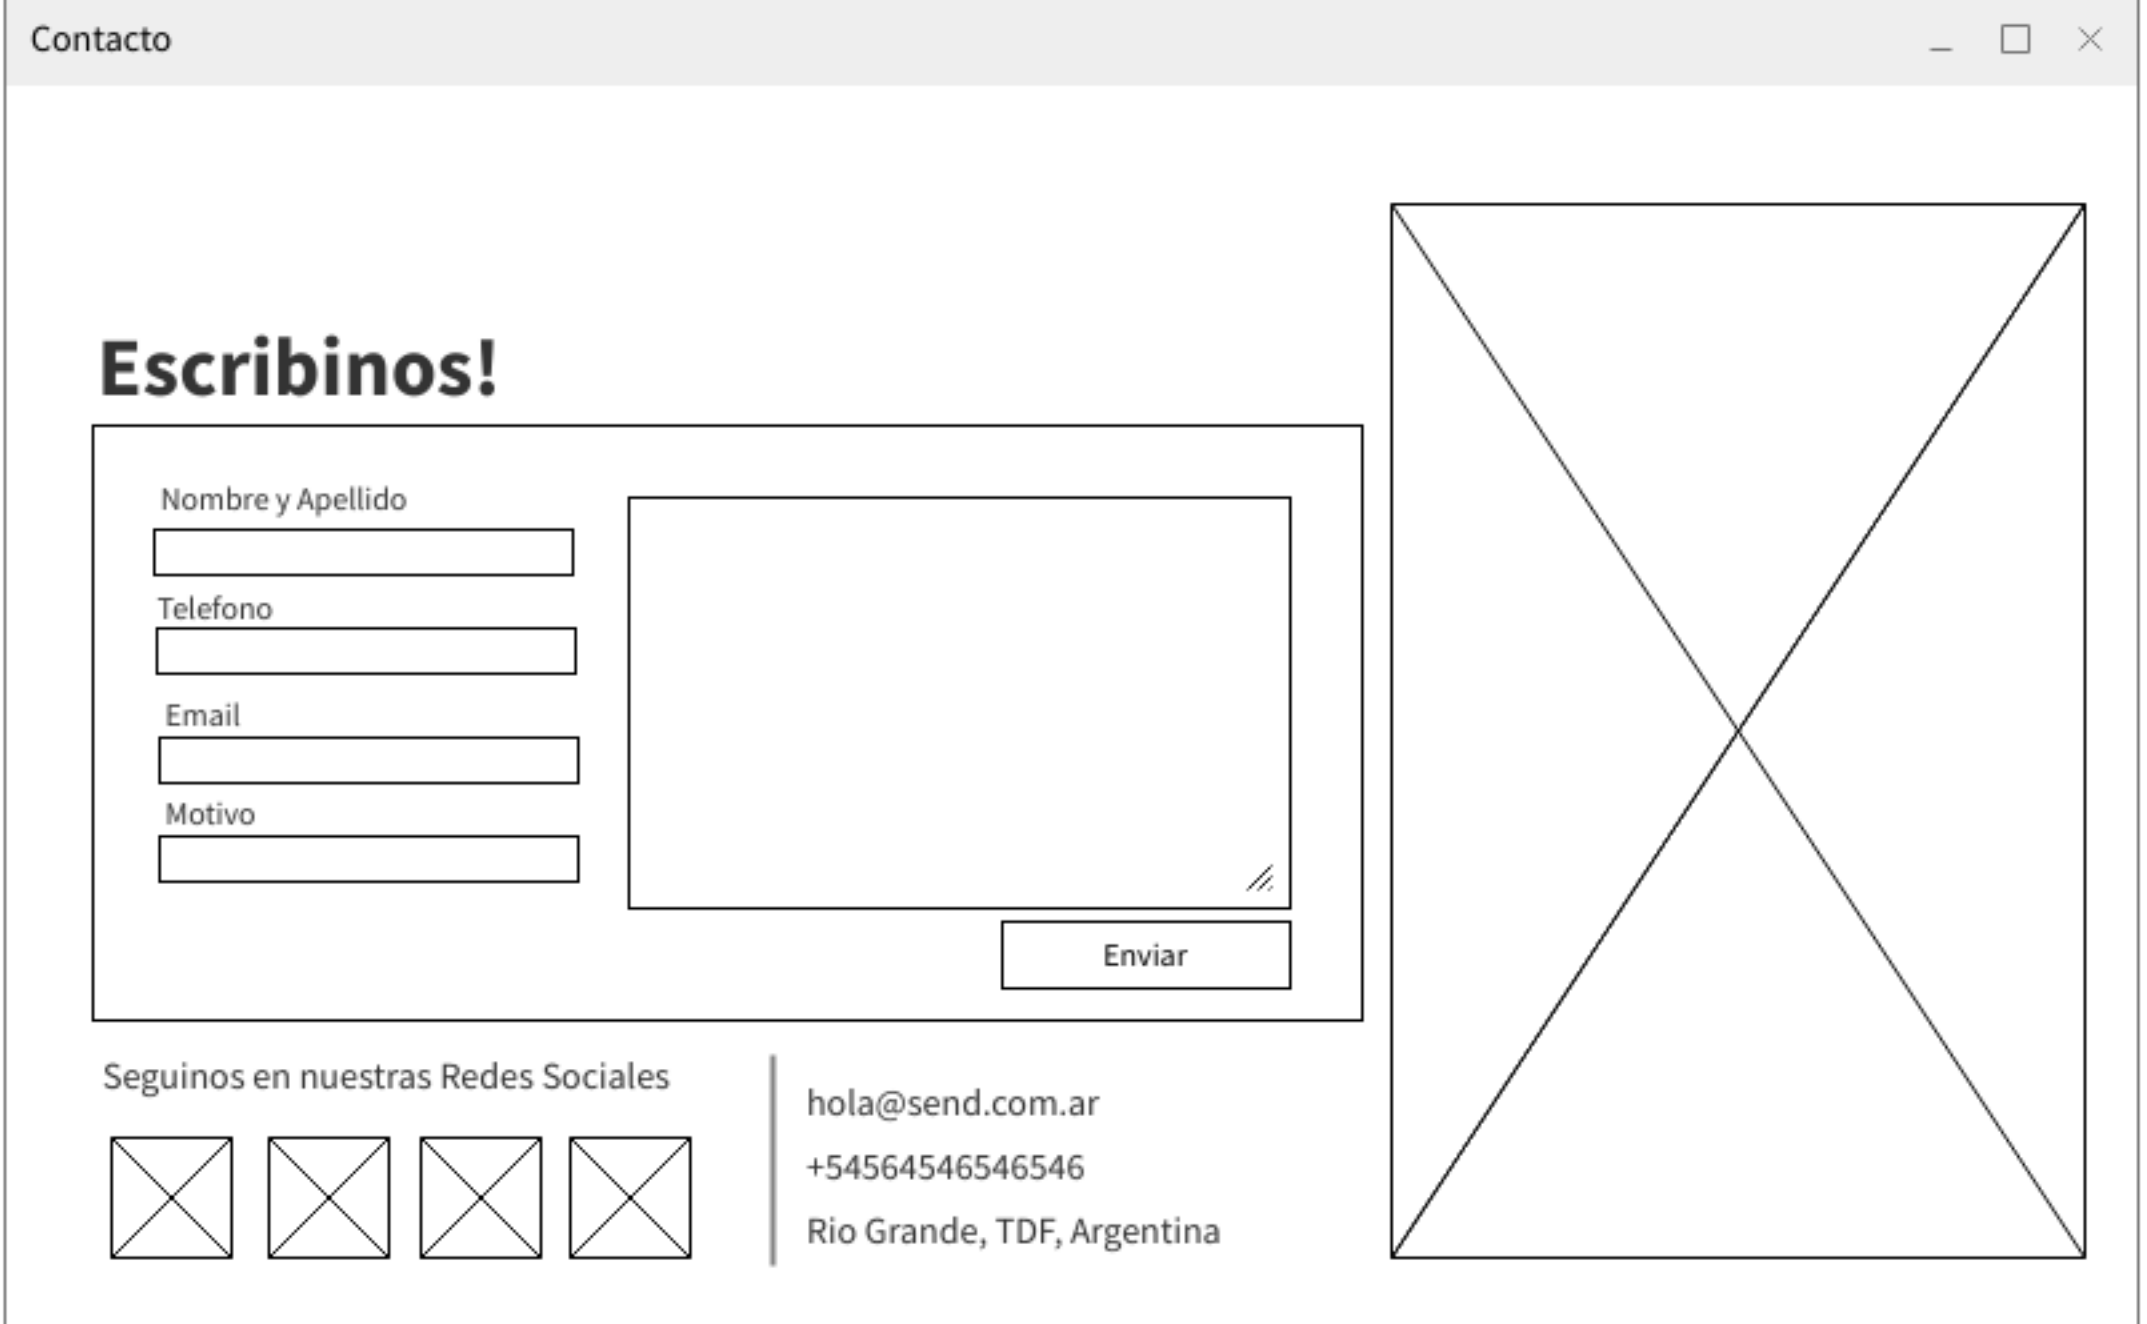 Contacto
Escribinos!
Nombre y Apellido
Telefono
Email
Motivo
Enviar
Seguinos en nuestras Redes Sociales
hola@send.com.ar
+54564546546546
Rio Grande, TDF, Argentina